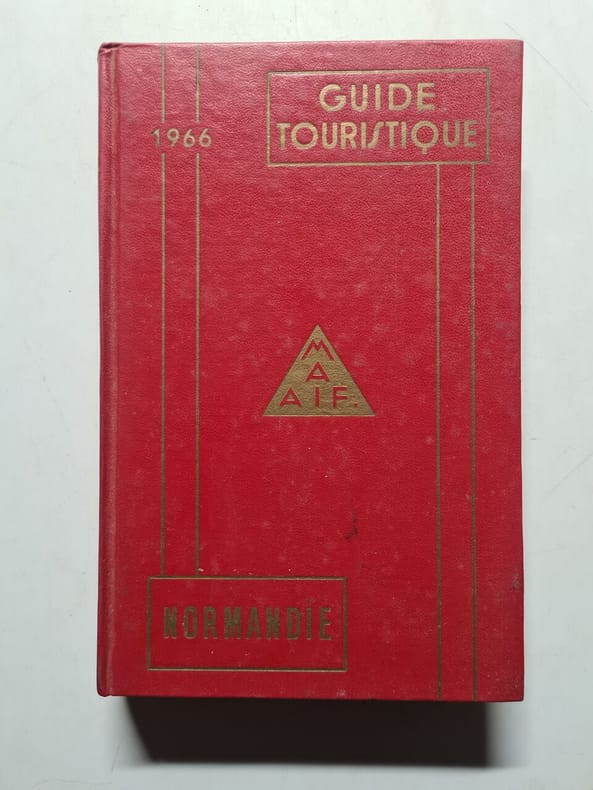 1966
GUIDE
TOURISTIQUE
M
A
AIF.
NORMANDIE